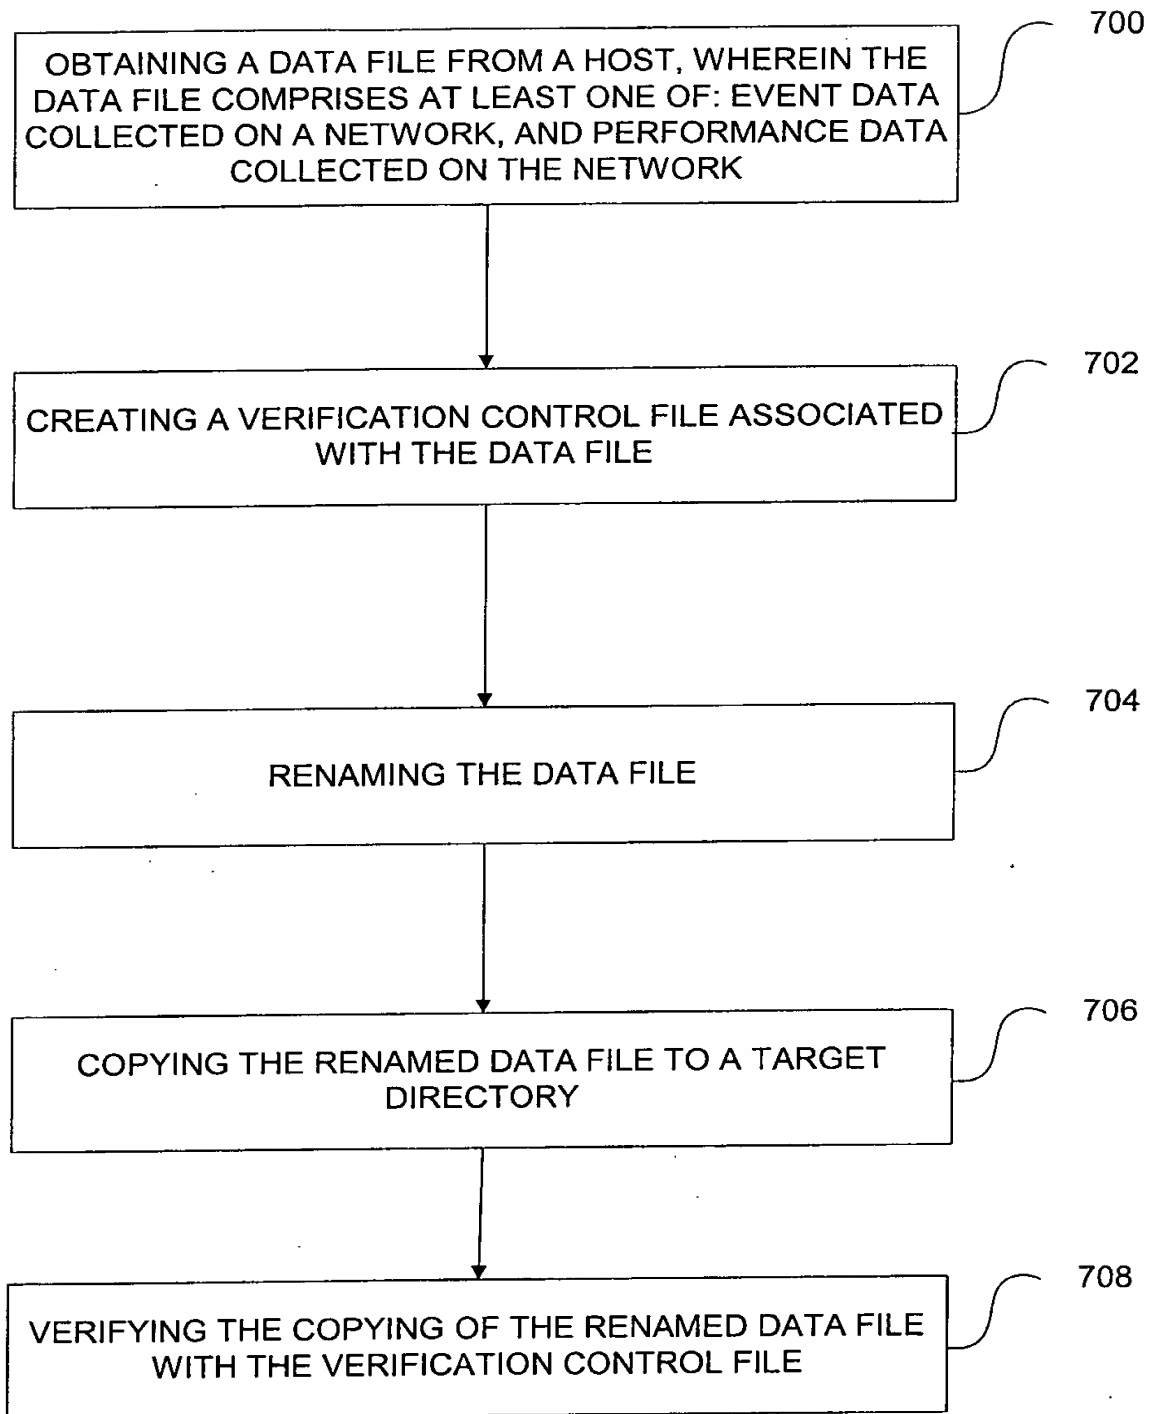 700
OBTAINING A DATA FILE FROM A HOST, WHEREIN THE
DATA FILE COMPRISES AT LEAST ONE OF: EVENT DATA
COLLECTED ON A NETWORK, AND PERFORMANCE DATA
COLLECTED ON THE NETWORK
702
CREATING A VERIFICATION CONTROL FILE ASSOCIATED
WITH THE DATA FILE
704
RENAMING THE DATA FILE
706
COPYING THE RENAMED DATA FILE TO A TARGET
DIRECTORY
708
VERIFYING THE COPYING OF THE RENAMED DATA FILE
WITH THE VERIFICATION CONTROL FILE